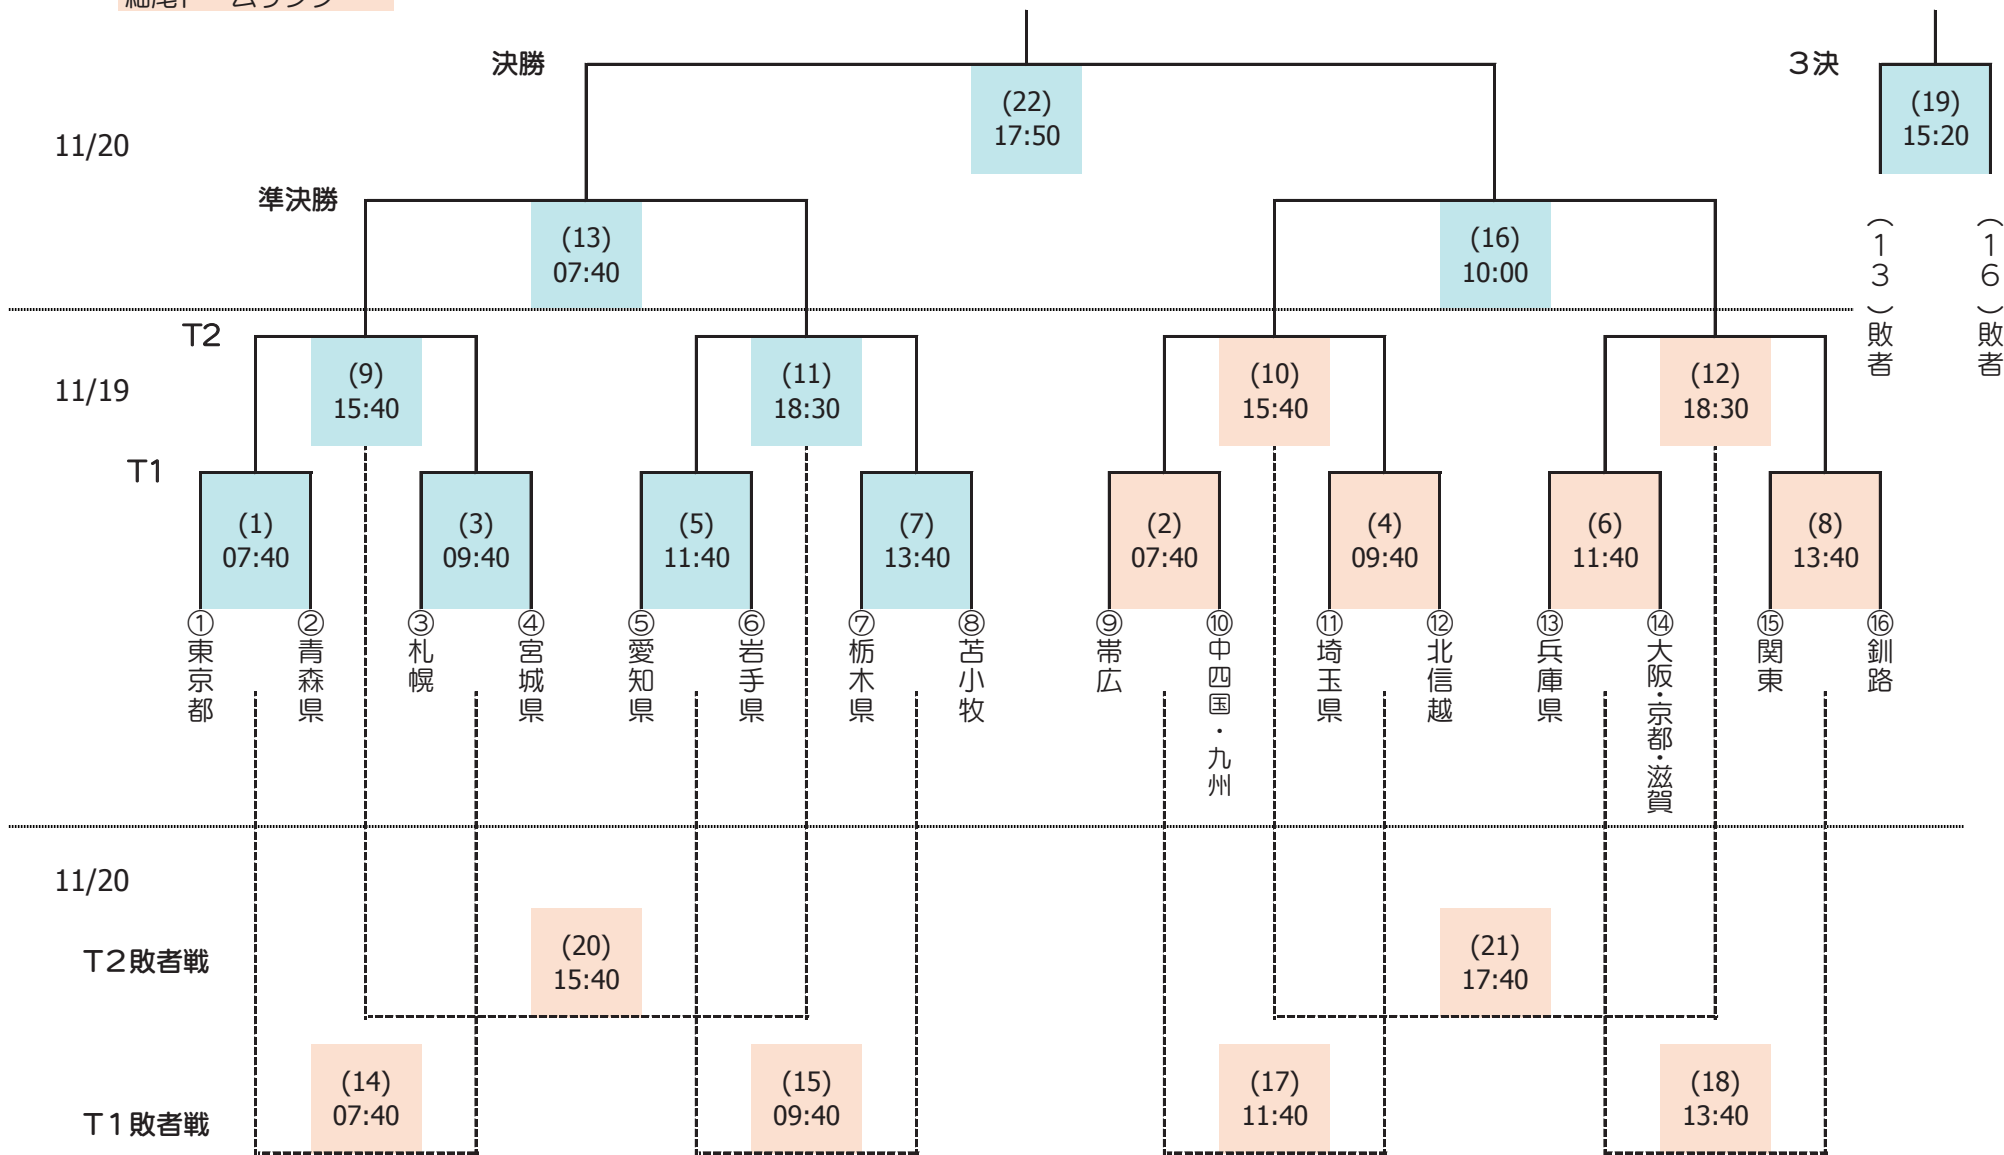 決勝
3決
(22)
17:50
(19)
15:20
11/20
準決勝
(13)
07:40
(16)
10:00
(13)敗者
(16)敗者
T2
11/19
(9)
15:40
(11)
18:30
(10)
15:40
(12)
18:30
T1
(1)
07:40
(3)
09:40
(5)
11:40
(7)
13:40
(2)
07:40
(4)
09:40
(6)
11:40
(8)
13:40
①東京都
②青森県
③札幌
④宮城県
⑤愛知県
⑥岩手県
⑦栃木県
⑧苫小牧
⑨帯広
⑩中四国・九州
⑪埼玉県
⑫北信越
⑬兵庫県
⑭大阪・京都・滋賀
⑮関東
⑯釧路
11/20
T2敗者戦
(20)
15:40
(21)
17:40
T1敗者戦
(14)
07:40
(15)
09:40
(17)
11:40
(18)
13:40